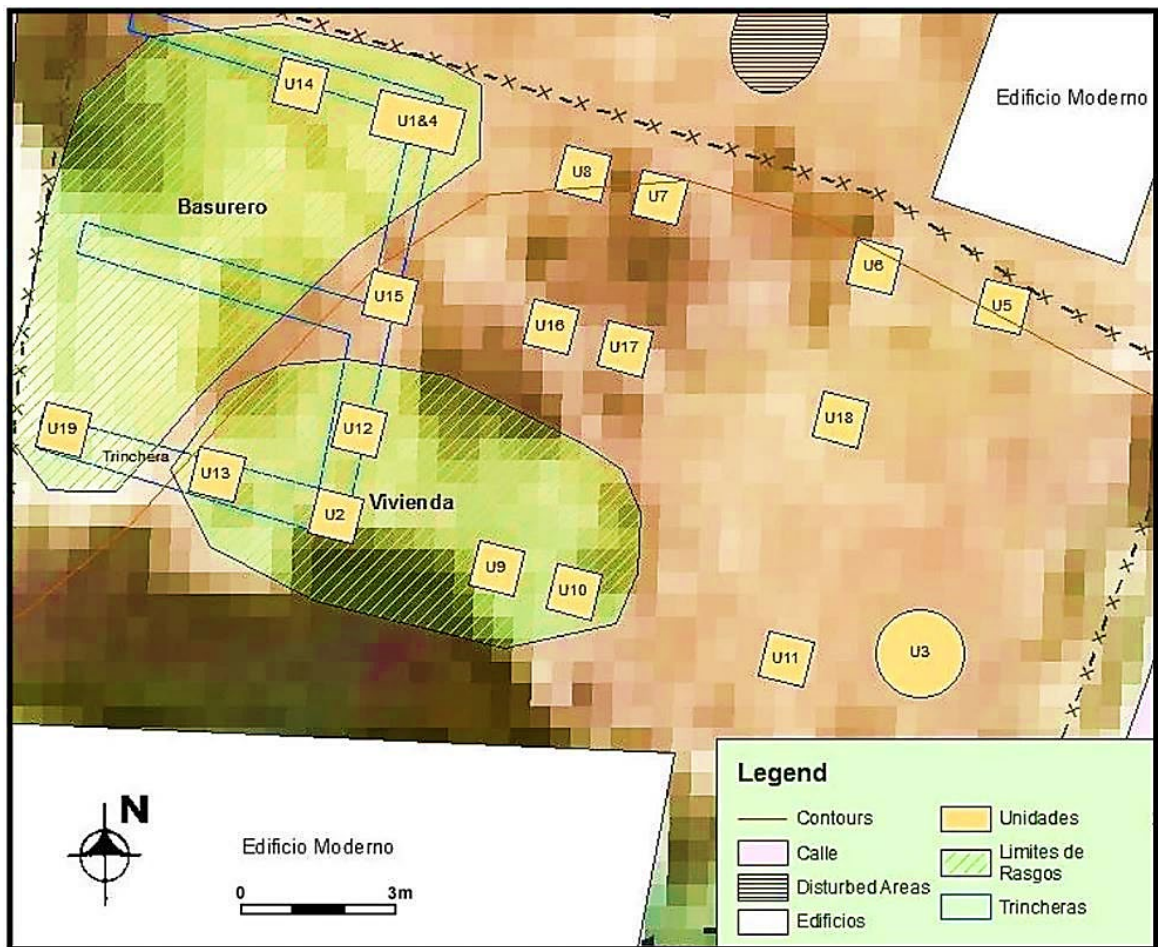 U14
U1&4
Edificio Moderno
U8
U7
Basurero
U6
U15
U5
U16
U17
U18
U19
U12
Trinchera
U13
Vivienda
U2
U9
U10
U11
U3
Legend
Contours
Calle
Disturbed Areas
Edificios
Unidades
Limites de
Rasgos
Trincheras
N
Edificio Moderno
0 3m